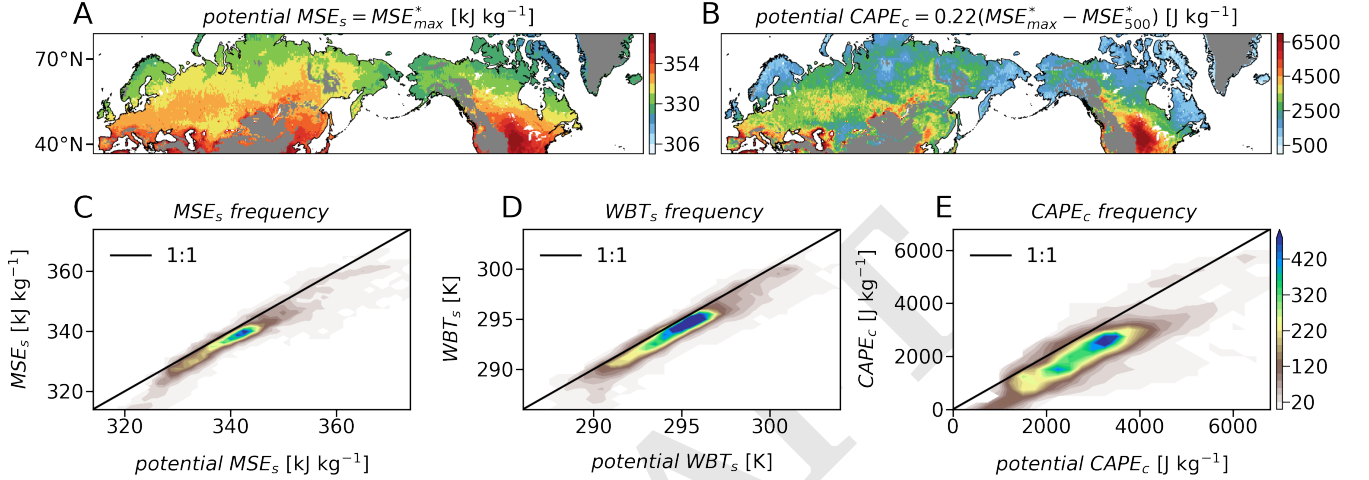 A potential MSEₛ = MSE*ₘₐₓ [kJ kg⁻¹]
B potential CAPE_c = 0.22(MSE*ₘₐₓ − MSE*₅₀₀) [J kg⁻¹]
70°N
40°N
354
330
306
6500
4500
2500
500
C MSEₛ frequency
D WBTₛ frequency
E CAPE_c frequency
1:1
MSEₛ [kJ kg⁻¹]
360
340
320
320 340 360
potential MSEₛ [kJ kg⁻¹]
1:1
WBTₛ [K]
300
295
290
290 295 300
potential WBTₛ [K]
1:1
CAPE_c [J kg⁻¹]
6000
4000
2000
0
0 2000 4000 6000
potential CAPE_c [J kg⁻¹]
420
320
220
120
20